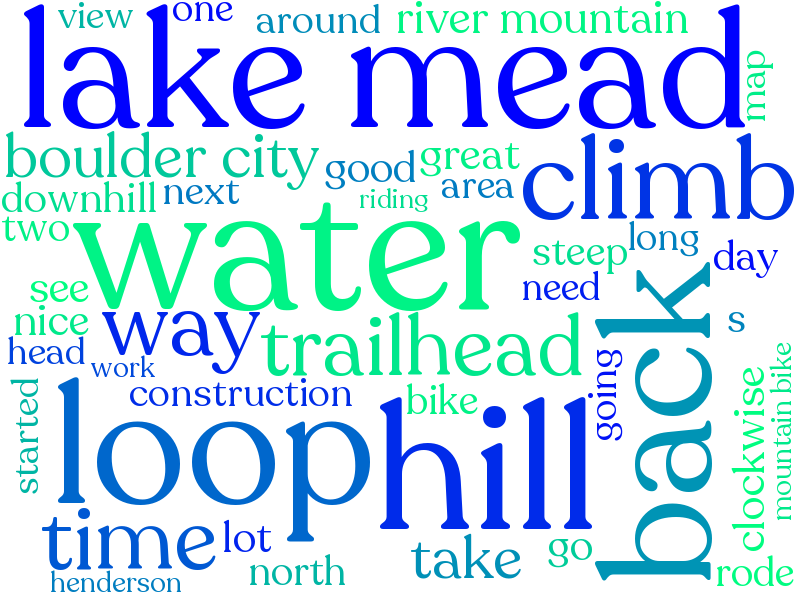 view
one
around
river mountain
lake mead
map
boulder city
good
great
climb
downhill
next
riding
area
two
water
steep
long
day
see
need
nice
way
trailhead
back
s
head
work
going
construction
bike
started
loop
hill
clockwise
mountain bike
time
lot
take
go
north
henderson
rode